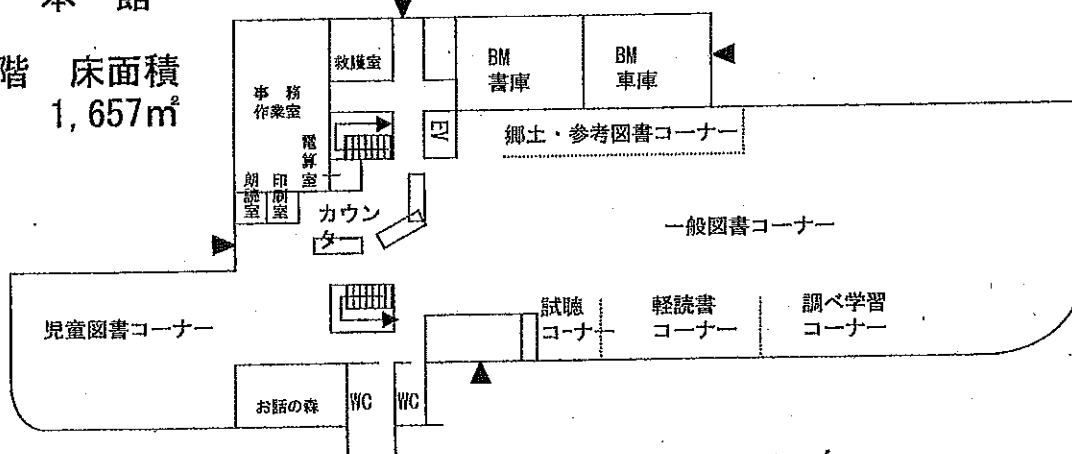 本 館
階 床面積
1,657㎡
救護室
BM
書庫
BM
車庫
事 務
作業室
電算室
EV
郷土・参考図書コーナー
朗読室
印刷室
カウン
タ
一般図書コーナー
児童図書コーナー
試聴
コーナー
軽読書
コーナー
調べ学習
コーナー
お話の森
WC
WC